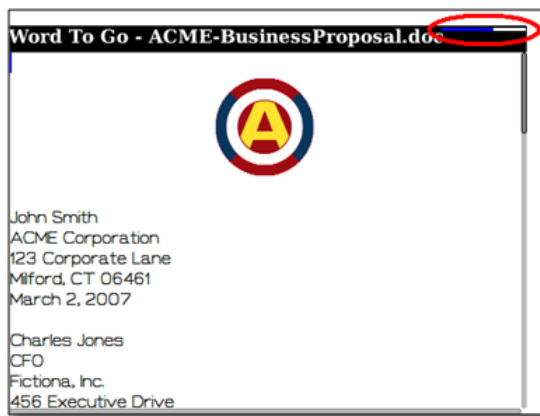 Word To Go - ACME-BusinessProposal.doc
A
John Smith
ACME Corporation
123 Corporate Lane
Milford, CT 06461
March 2, 2007
Charles Jones
CFO
Fictiona, Inc.
456 Executive Drive